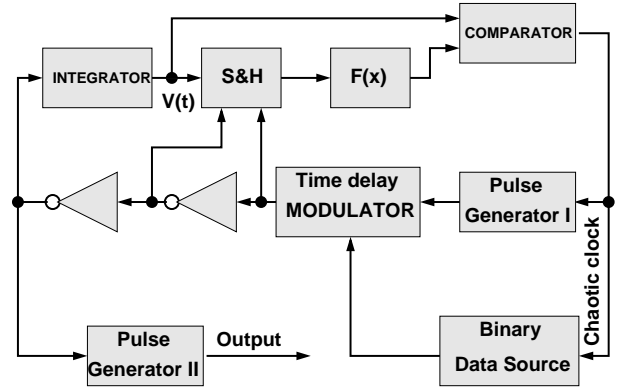 COMPARATOR
INTEGRATOR
S&H
F(x)
V(t)
Time delay
MODULATOR
Pulse
Generator I
Chaotic clock
Pulse
Generator II
Output
Binary
Data Source